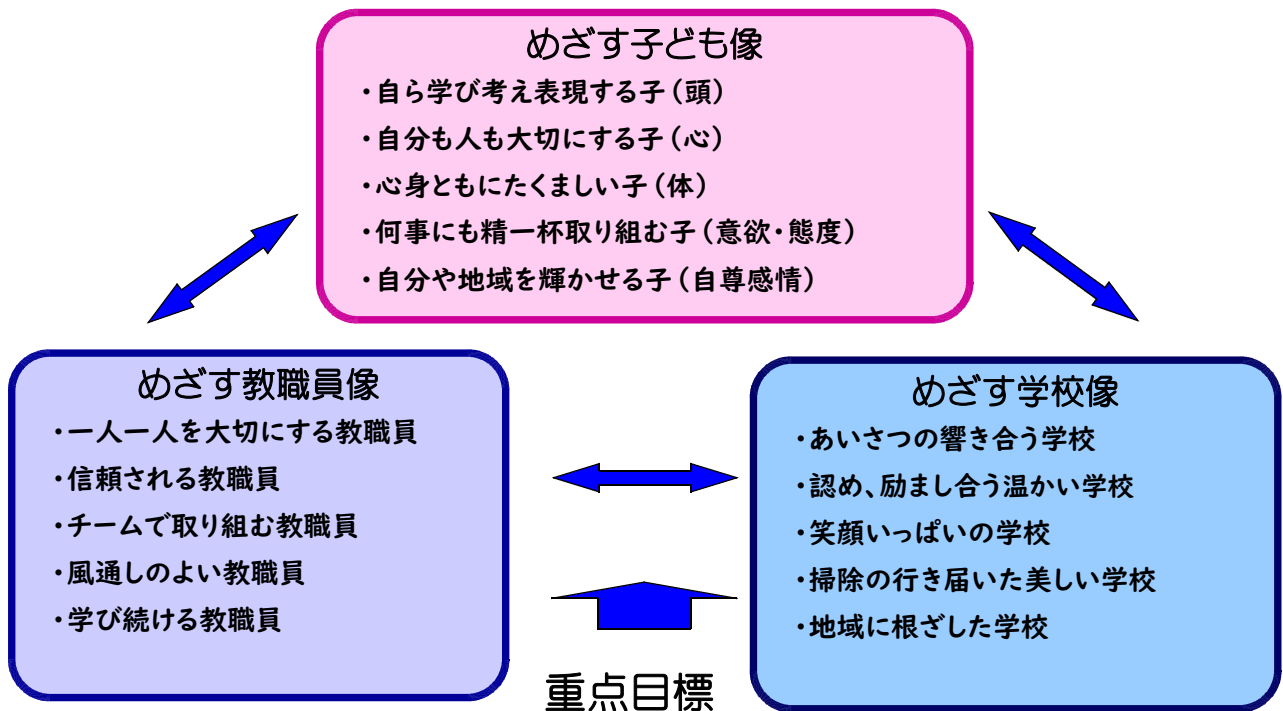 めざす子ども像
・自ら学び考え表現する子(頭)
・自分も人も大切にする子(心)
・心身ともにたくましい子(体)
・何事にも精一杯取り組む子(意欲・態度)
・自分や地域を輝かせる子(自尊感情)
めざす教職員像
・一人一人を大切にする教職員
・信頼される教職員
・チームで取り組む教職員
・風通しのよい教職員
・学び続ける教職員
めざす学校像
・あいさつの響き合う学校
・認め、励まし合う温かい学校
・笑顔いっぱいの学校
・掃除の行き届いた美しい学校
・地域に根ざした学校
重点目標